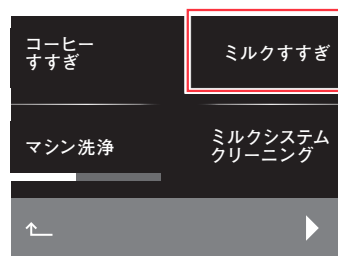 コーヒー
すすぎ
ミルクすすぎ
マシン洗浄
ミルクシステム
クリーニング